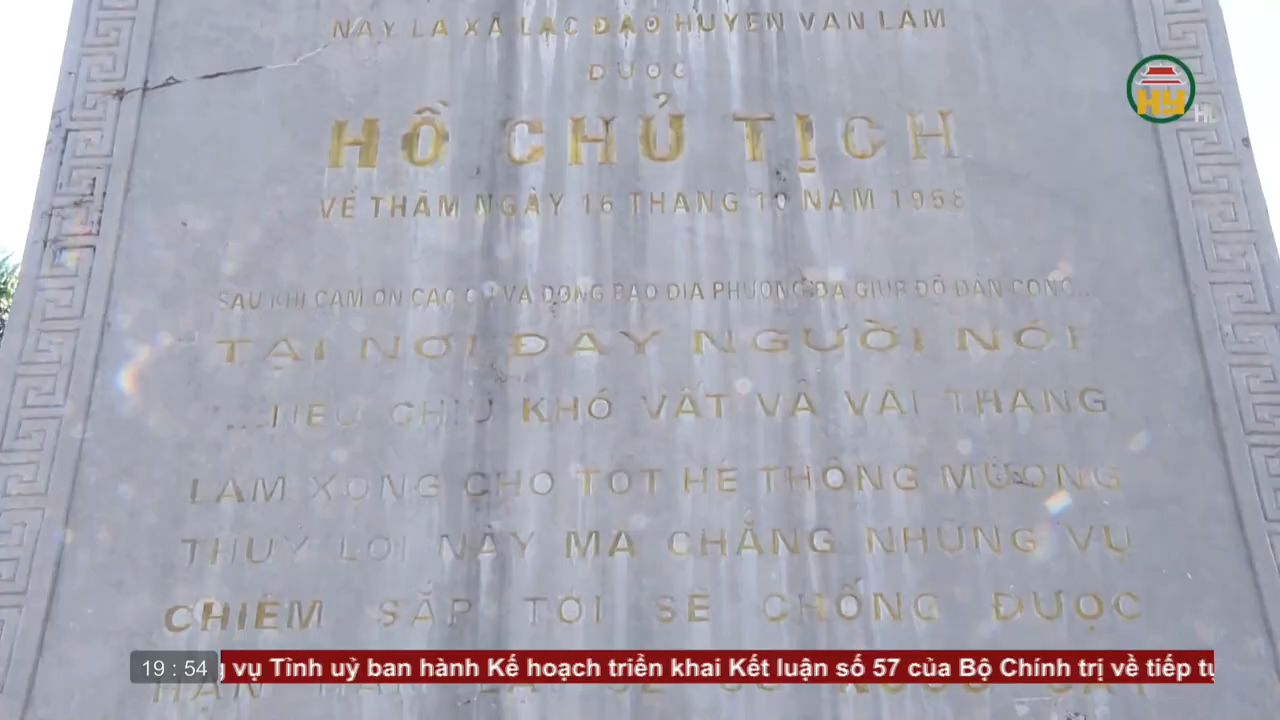 NAY LÀ XÃ LẠC ĐẠO HUYỆN VĂN LÂM
ĐƯỢC
HỒ CHỦ TỊCH
VỀ THĂM NGÀY 16 THÁNG 10 NĂM 1958
HY
SAU KHI CẢM ƠN CÁC CỤ VÀ ĐỒNG BÀO ĐỊA PHƯƠNG ĐÃ GIÚP ĐỠ DÂN CÔNG...
TẠI NƠI ĐÂY NGƯỜI NÓI
...NẾU CHỊU KHÓ VẤT VẢ VÀI THÁNG
LÀM XONG CHO TỐT HỆ THỐNG MƯƠNG
THUỶ LỢI NÀY MÀ CHẲNG NHỮNG VỤ
CHIÊM SẮP TỚI SẼ CHỐNG ĐƯỢC
19 : 54
vụ Tỉnh uỷ ban hành Kế hoạch triển khai Kết luận số 57 của Bộ Chính trị về tiếp tụ